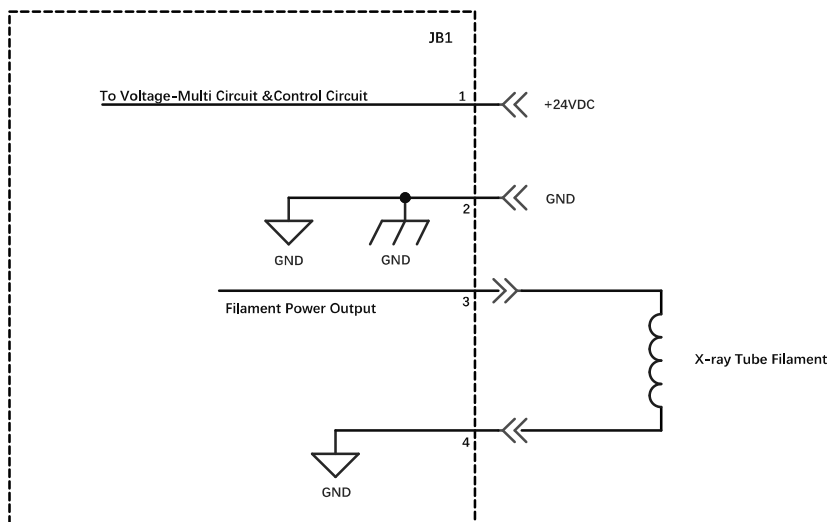 JB1
To Voltage-Multi Circuit &Control Circuit
1
+24VDC
2
GND
GND
GND
3
Filament Power Output
X-ray Tube Filament
4
GND